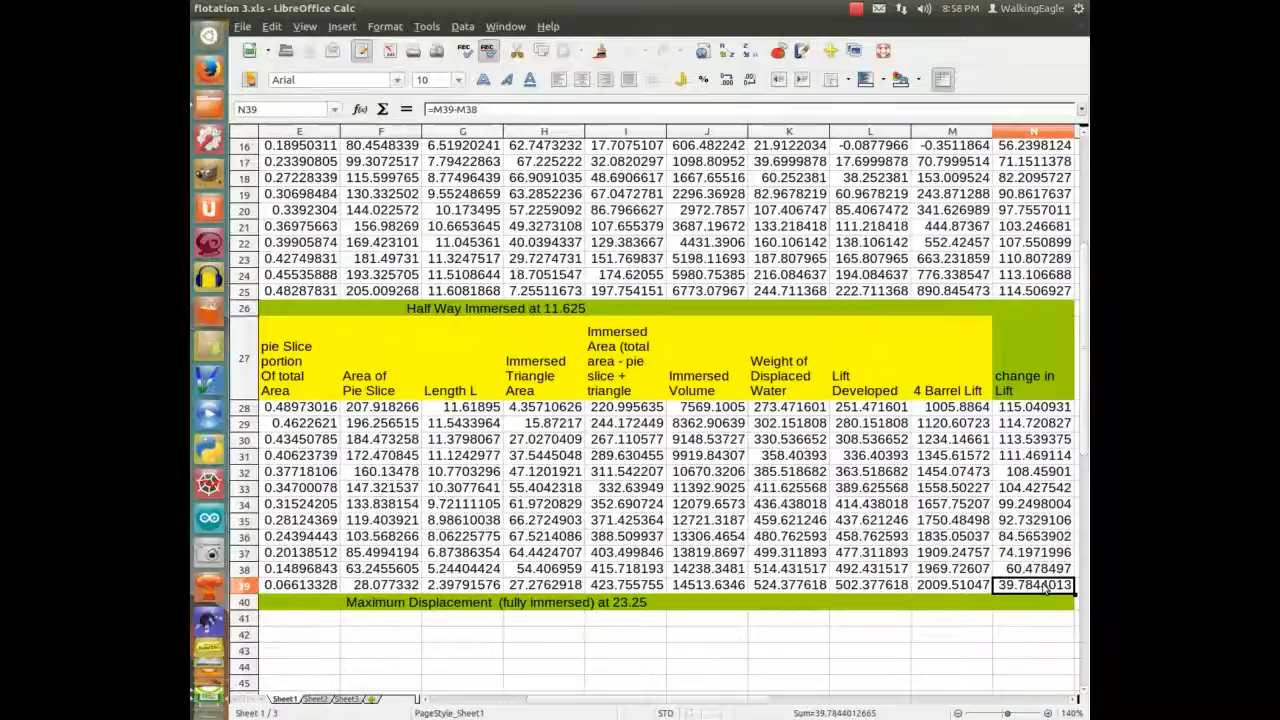 flotation 3.xls - LibreOffice Calc 8:58 PM WalkingEagle
File Edit View Insert Format Tools Data Window Help
Arial 10
N39 =M39-M38
E F G H I J K L M N
16 0.18950311 80.4548339 6.51920241 62.7473232 17.7075107 606.482242 21.9122044 -0.0877966 -0.3511864 56.2398124
17 0.23390805 99.3072517 7.79422863 67.225222 32.0820297 1098.80952 39.6999878 17.6999878 70.7999514 71.1511378
18 0.27228339 115.599765 8.77496439 66.9091035 48.6906617 1667.65516 60.252381 38.252381 153.009524 82.2095727
19 0.30698484 130.332502 9.55248659 63.2852236 67.0472781 2296.36928 82.9678219 60.9678219 243.871288 90.8617637
20 0.3392304 144.022572 10.173495 57.2259092 86.7966627 2972.7857 107.406747 85.4067472 341.626989 97.7557011
21 0.36975663 156.98269 10.6653645 49.3273108 107.655379 3687.19672 133.218418 111.218418 444.87367 103.246681
22 0.39905874 169.423101 11.045361 40.0394337 129.383667 4431.3906 160.106142 138.106142 552.42457 107.550899
23 0.42749831 181.49731 11.3247517 29.7274731 151.769837 5198.11693 187.807965 165.807965 663.231859 110.807289
24 0.45535888 193.325705 11.5108644 18.7051547 174.62055 5980.75385 216.084637 194.084637 776.338547 113.106688
25 0.48287831 205.009268 11.6081868 7.25511673 197.754151 6773.07967 244.711368 222.711368 890.845473 114.506927
26 Half Way Immersed at 11.625
27 pie Slice portion Of total Area Area of Pie Slice Length L Immersed Triangle Area Immersed Area (total area - pie slice + triangle Immersed Volume Weight of Displaced Water Lift Developed 4 Barrel Lift change in Lift
28 0.48973016 207.918266 11.61895 4.35710626 220.995635 7569.1005 273.471601 251.471601 1005.8864 115.040931
29 0.4622621 196.256515 11.5433964 15.87217 244.172449 8362.90639 302.151808 280.151808 1120.60723 114.720827
30 0.43450785 184.473258 11.3798067 27.0270409 267.110577 9148.53727 330.536652 308.536652 1234.14661 113.539375
31 0.40623739 172.470845 11.1242977 37.5445048 289.630455 9919.84307 358.40393 336.40393 1345.61572 111.469114
32 0.37718106 160.13478 10.7703296 47.1201921 311.542207 10670.3206 385.518682 363.518682 1454.07473 108.45901
33 0.34700078 147.321537 10.3077641 55.4042318 332.63949 11392.9025 411.625568 389.625568 1558.50227 104.427542
34 0.31524205 133.838154 9.72111105 61.9720829 352.690724 12079.6573 436.438018 414.438018 1657.75207 99.2498004
35 0.28124369 119.403921 8.98610038 66.2724903 371.425364 12721.3187 459.621246 437.621246 1750.48498 92.7329106
36 0.24394443 103.568266 8.06225775 67.5214086 388.509937 13306.4654 480.762593 458.762593 1835.05037 84.5653902
37 0.20138512 85.4994194 6.87386354 64.4424707 403.499846 13819.8697 499.311893 477.311893 1909.24757 74.1971996
38 0.14896843 63.2455605 5.24404424 54.406959 415.718193 14238.3481 514.431517 492.431517 1969.72607 60.478497
39 0.06613328 28.077332 2.39791576 27.2762918 423.755755 14513.6346 524.377618 502.377618 2009.51047 39.7844013
40 Maximum Displacement (fully immersed) at 23.25
41
42
43
44
45
Sheet1 Sheet2 Sheet3
Sheet 1 / 3 PageStyle_Sheet1 STD Sum=39.7844012665 140%